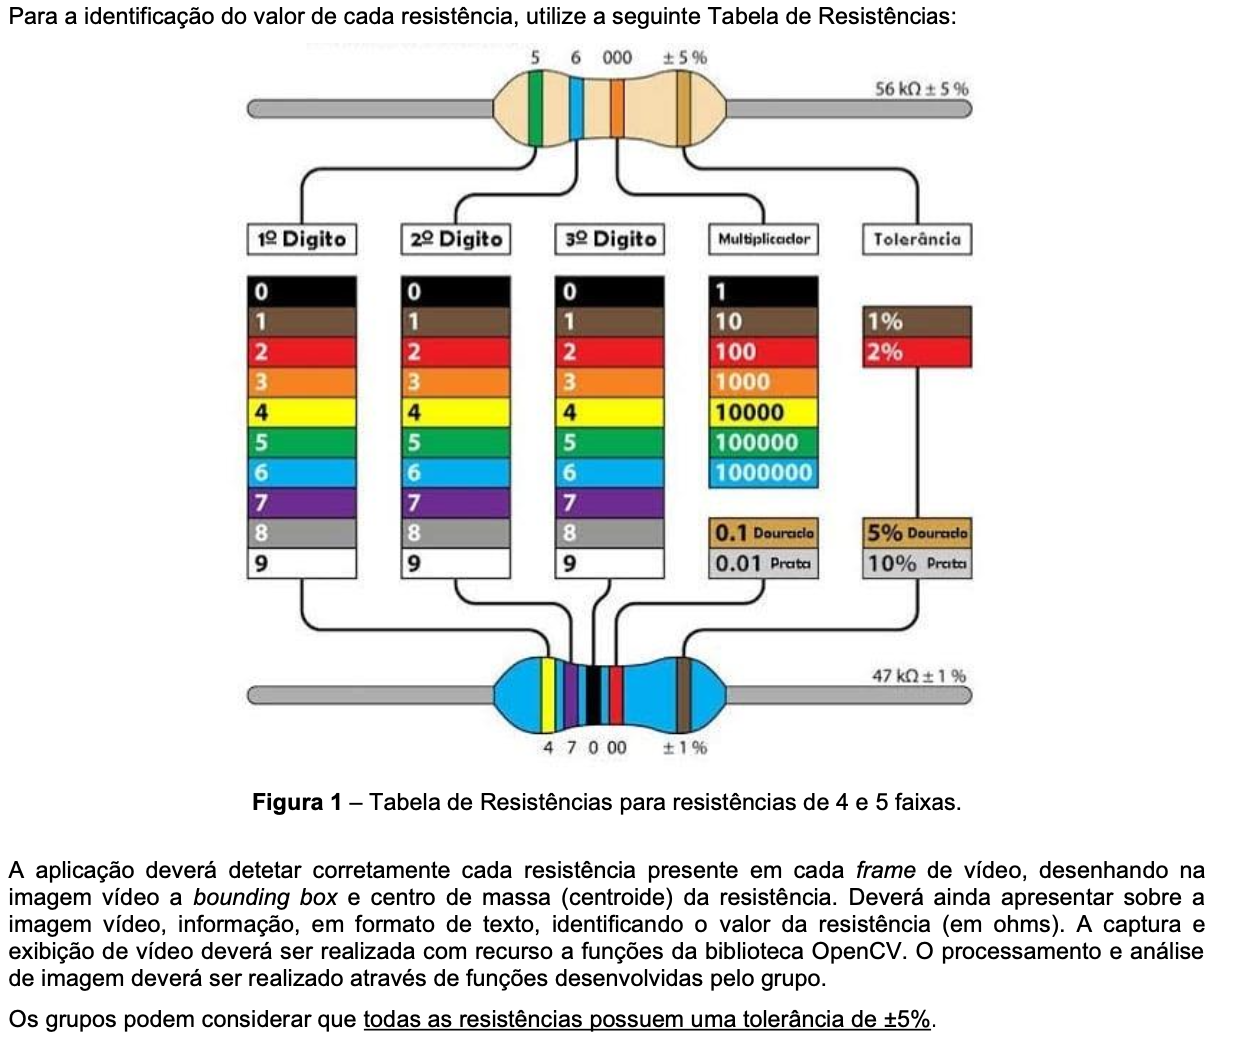 Para a identificação do valor de cada resistência, utilize a seguinte Tabela de Resistências:
5 6 000 ± 5 %
56 kΩ ± 5 %
1º Digito 2º Digito 3º Digito Multiplicador Tolerância
0 0 0 1
1 1 1 10 1%
2 2 2 100 2%
3 3 3 1000
4 4 4 10000
5 5 5 100000
6 6 6 1000000
7 7 7
8 8 8 0.1 Dourado 5% Dourado
9 9 9 0.01 Prata 10% Prata
47 kΩ ± 1 %
4 7 0 00 ± 1 %
Figura 1 – Tabela de Resistências para resistências de 4 e 5 faixas.
A aplicação deverá detetar corretamente cada resistência presente em cada frame de vídeo, desenhando na
imagem vídeo a bounding box e centro de massa (centroide) da resistência. Deverá ainda apresentar sobre a
imagem vídeo, informação, em formato de texto, identificando o valor da resistência (em ohms). A captura e
exibição de vídeo deverá ser realizada com recurso a funções da biblioteca OpenCV. O processamento e análise
de imagem deverá ser realizado através de funções desenvolvidas pelo grupo.
Os grupos podem considerar que todas as resistências possuem uma tolerância de ±5%.